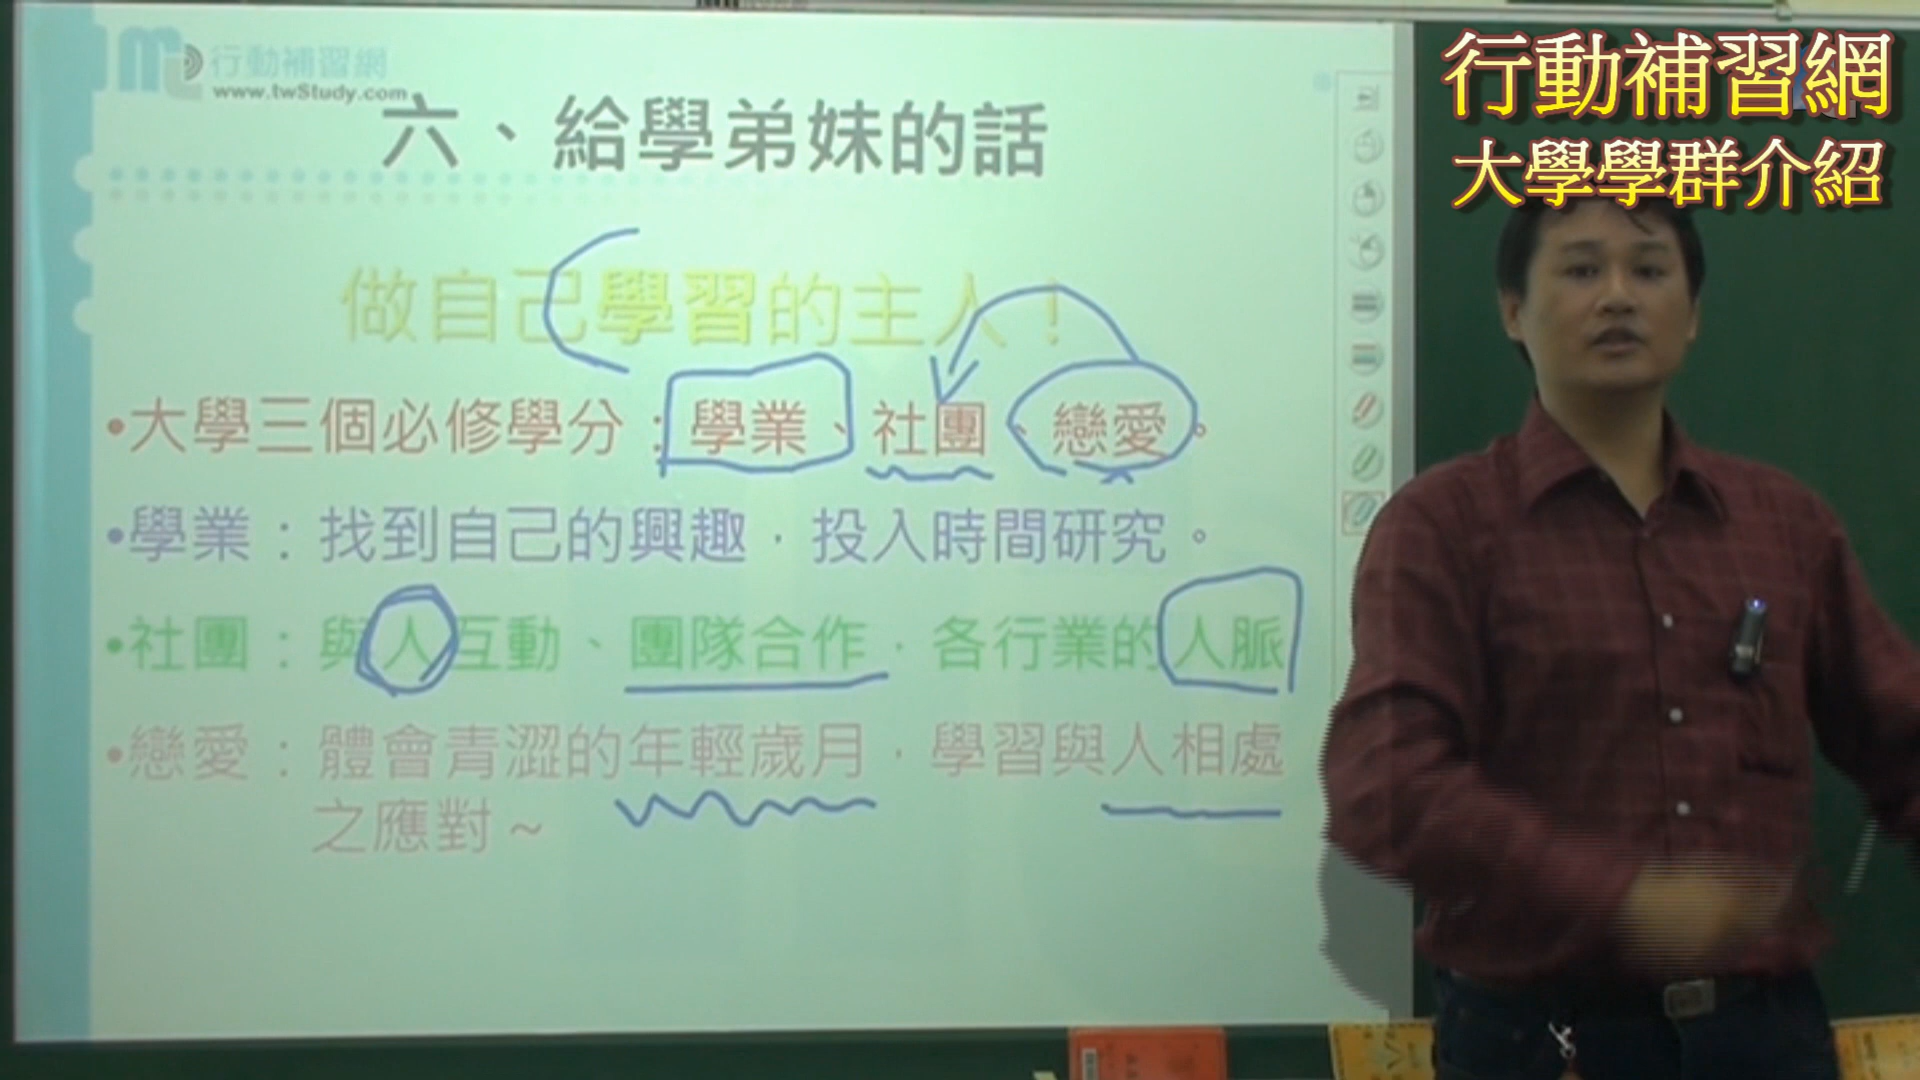 行動補習網
www.twStudy.com
六、給學弟妹的話
做自己學習的主人！
•大學三個必修學分：學業、社團、戀愛。
•學業：找到自己的興趣，投入時間研究。
•社團：與人互動、團隊合作，各行業的人脈
•戀愛：體會青澀的年輕歲月，學習與人相處
之應對~
行動補習網
大學學群介紹